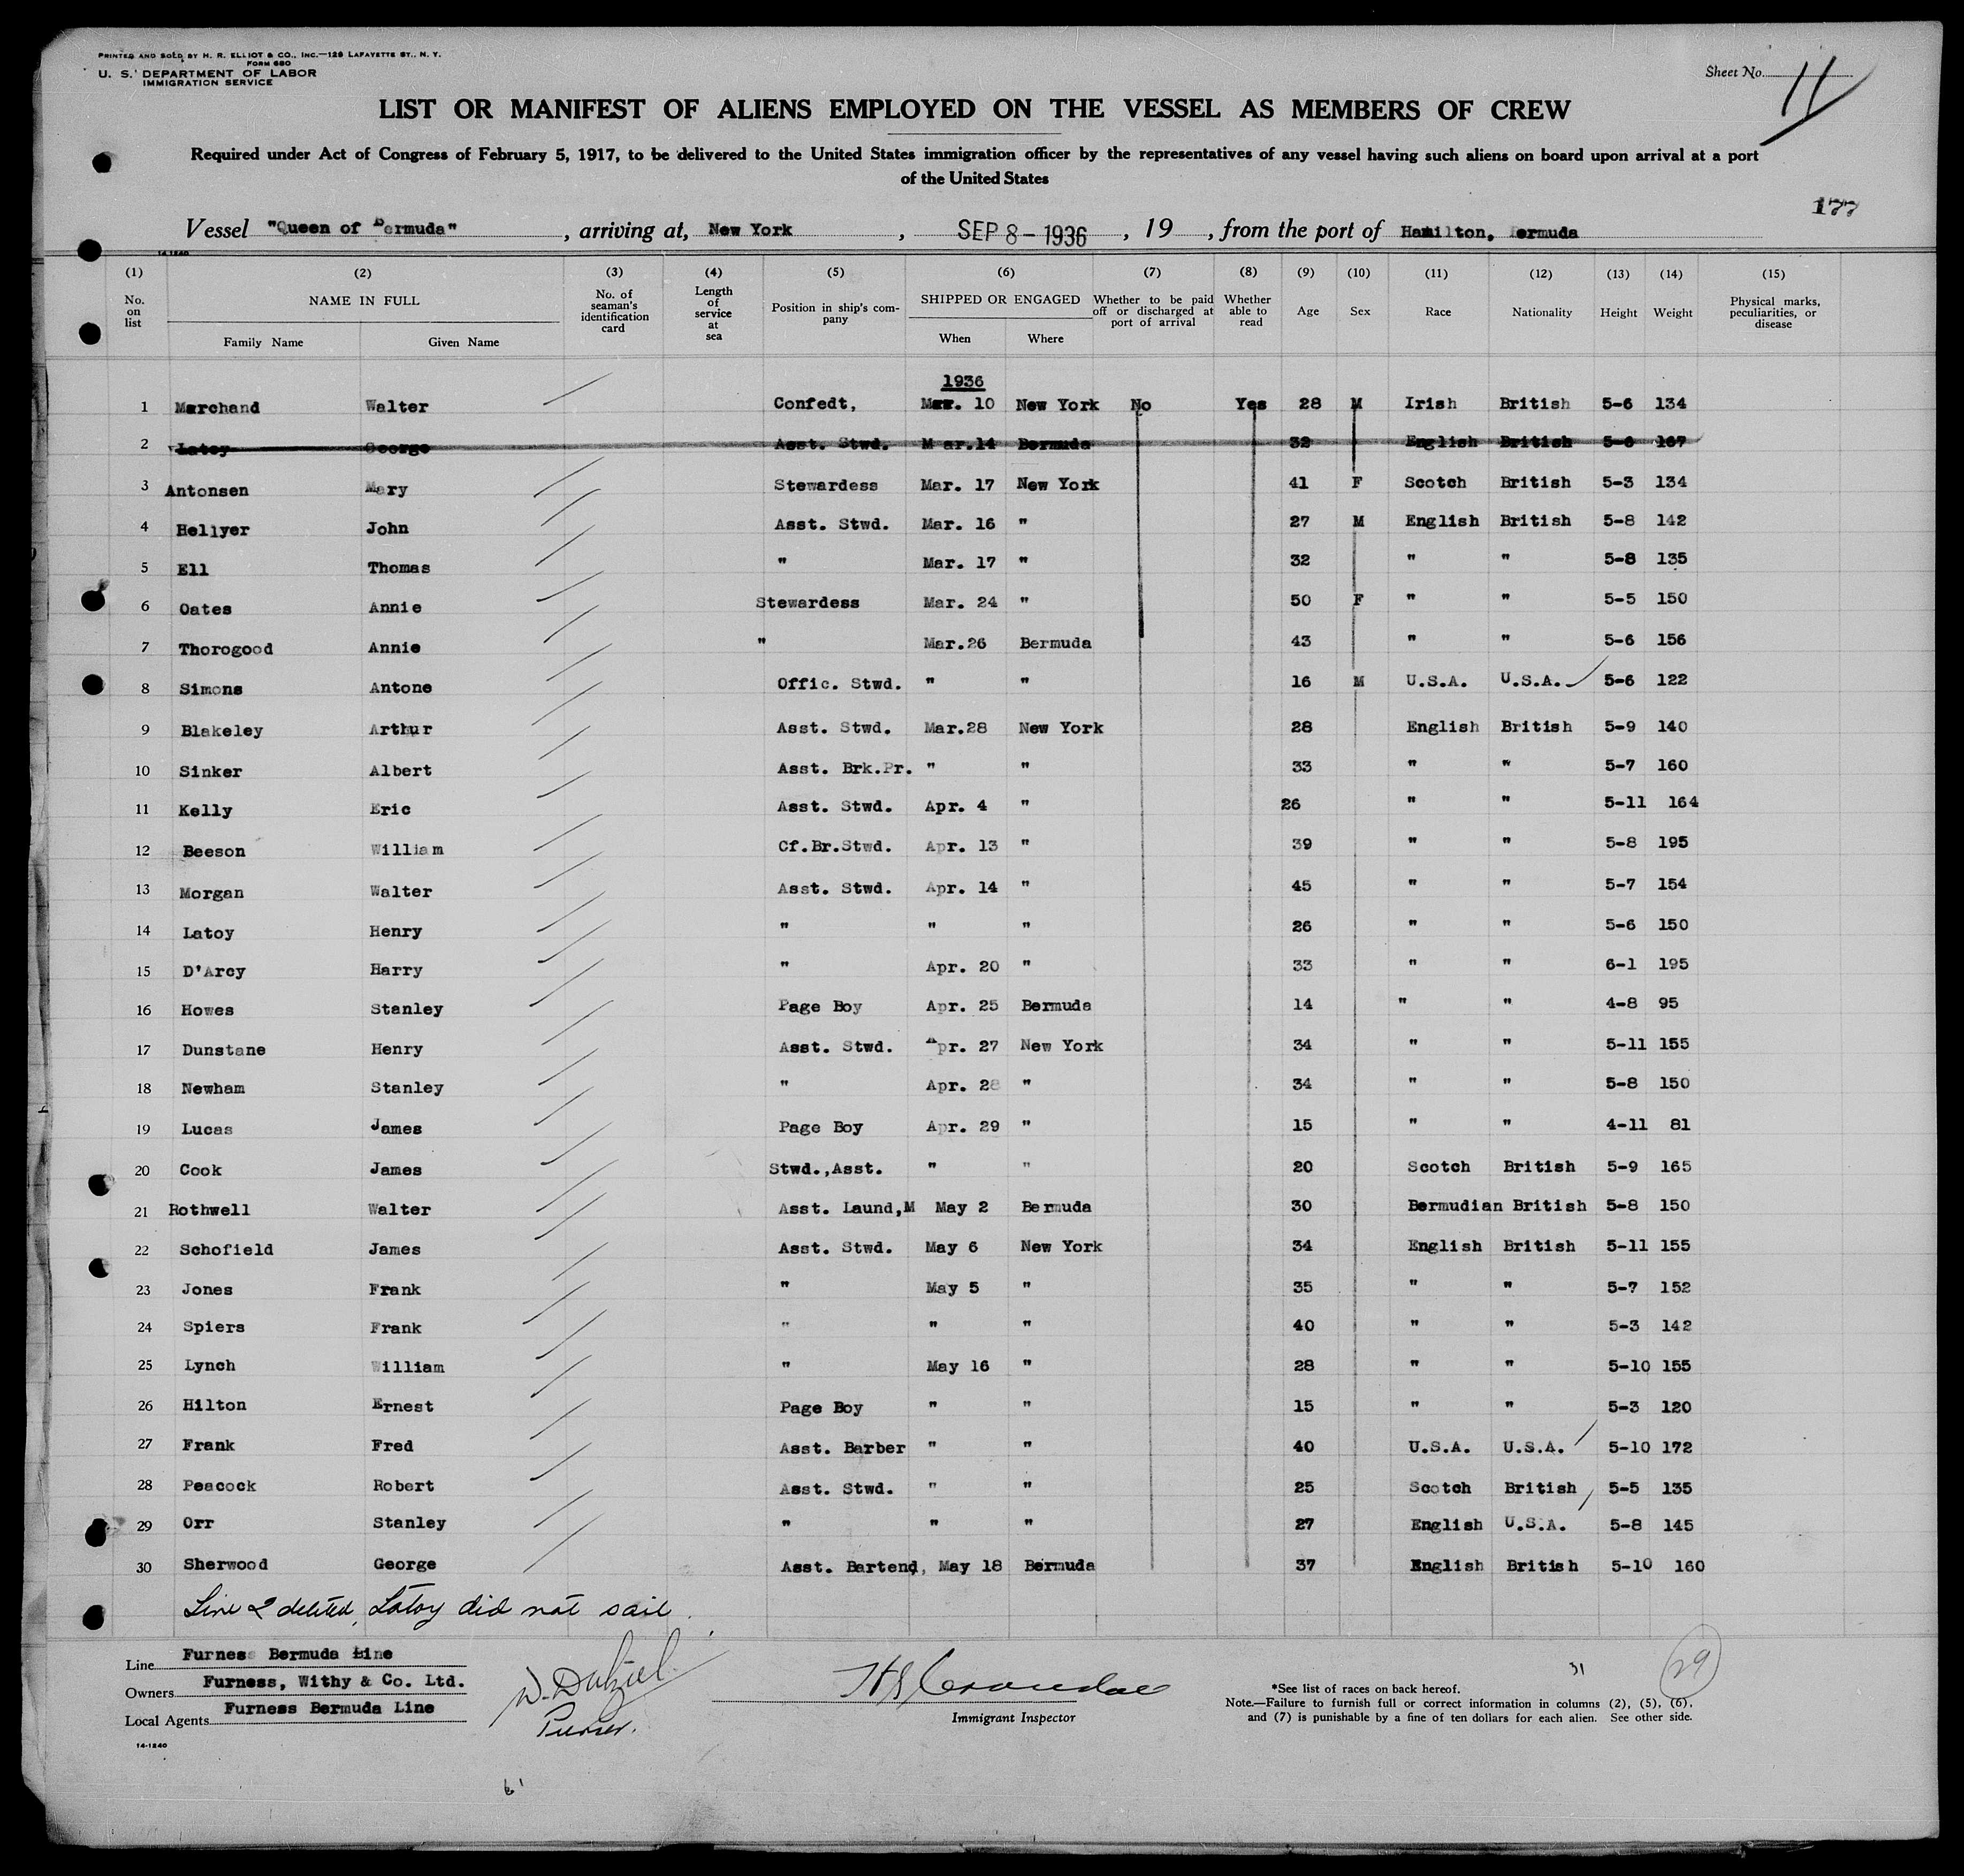 PRINTED AND SOLD BY H. R. ELLIOT & CO., INC.—129 LAFAYETTE ST., N. Y.
FORM 680
U. S. DEPARTMENT OF LABOR
IMMIGRATION SERVICE
Sheet No. 11
LIST OR MANIFEST OF ALIENS EMPLOYED ON THE VESSEL AS MEMBERS OF CREW
Required under Act of Congress of February 5, 1917, to be delivered to the United States immigration officer by the representatives of any vessel having such aliens on board upon arrival at a port
of the United States
177
Vessel "Queen of Bermuda", arriving at, New York, SEP 8-1936, 19, from the port of Hamilton, Bermuda
14-1240
(1) (2) (3) (4) (5) (6) (7) (8) (9) (10) (11) (12) (13) (14) (15)
No. on list NAME IN FULL Family Name Given Name No. of seaman's identification card Length of service at sea Position in ship's company SHIPPED OR ENGAGED When Where Whether to be paid off or discharged at port of arrival Whether able to read Age Sex Race Nationality Height Weight Physical marks, peculiarities, or disease
1936
1 Marchand Walter Confedt, Mar. 10 New York No Yes 28 M Irish British 5-6 134
2 Latoy George Asst. Stwd. Mar.14 Bermuda 32 English British 5-6 167
3 Antonsen Mary Stewardess Mar. 17 New York 41 F Scotch British 5-3 134
4 Hellyer John Asst. Stwd. Mar. 16 " 27 M English British 5-8 142
5 Ell Thomas " Mar. 17 " 32 " " 5-8 135
6 Oates Annie Stewardess Mar. 24 " 50 F " " 5-5 150
7 Thorogood Annie " Mar.26 Bermuda 43 " " 5-6 156
8 Simons Antone Offic. Stwd. " " 16 M U.S.A. U.S.A. 5-6 122
9 Blakeley Arthur Asst. Stwd. Mar.28 New York 28 English British 5-9 140
10 Sinker Albert Asst. Brk.Pr. " " 33 " " 5-7 160
11 Kelly Eric Asst. Stwd. Apr. 4 " 26 " " 5-11 164
12 Beeson William Cf.Br.Stwd. Apr. 13 " 39 " " 5-8 195
13 Morgan Walter Asst. Stwd. Apr. 14 " 45 " " 5-7 154
14 Latoy Henry " " " 26 " " 5-6 150
15 D'Arcy Harry " Apr. 20 " 33 " " 6-1 195
16 Howes Stanley Page Boy Apr. 25 Bermuda 14 " " 4-8 95
17 Dunstane Henry Asst. Stwd. Apr. 27 New York 34 " " 5-11 155
18 Newham Stanley " Apr. 28 " 34 " " 5-8 150
19 Lucas James Page Boy Apr. 29 " 15 " " 4-11 81
20 Cook James Stwd.,Asst. " " 20 Scotch British 5-9 165
21 Rothwell Walter Asst. Laund,M May 2 Bermuda 30 Bermudian British 5-8 150
22 Schofield James Asst. Stwd. May 6 New York 34 English British 5-11 155
23 Jones Frank " May 5 " 35 " " 5-7 152
24 Spiers Frank " " " 40 " " 5-3 142
25 Lynch William " May 16 " 28 " " 5-10 155
26 Hilton Ernest Page Boy " " 15 " " 5-3 120
27 Frank Fred Asst. Barber " " 40 U.S.A. U.S.A. 5-10 172
28 Peacock Robert Asst. Stwd. " " 25 Scotch British 5-5 135
29 Orr Stanley " " " 27 English U.S.A. 5-8 145
30 Sherwood George Asst. Bartend, May 18 Bermuda 37 English British 5-10 160
Line 2 deleted, Latoy did not sail.
Line Furness Bermuda Line
Owners Furness, Withy & Co. Ltd.
Local Agents Furness Bermuda Line
Purser.
Immigrant Inspector
31
29
*See list of races on back hereof.
Note.—Failure to furnish full or correct information in columns (2), (5), (6),
and (7) is punishable by a fine of ten dollars for each alien. See other side.
14-1240